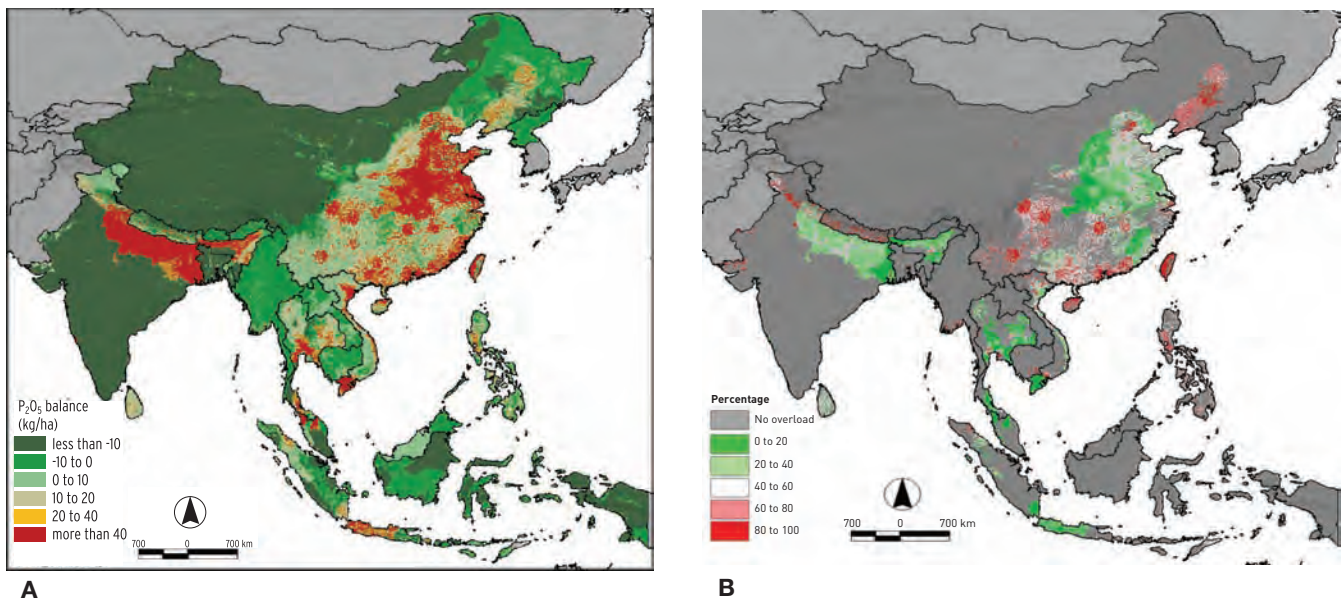 P₂O₅ balance
(kg/ha)
less than -10
-10 to 0
0 to 10
10 to 20
20 to 40
more than 40
700 0 700 km
A
Percentage
No overload
0 to 20
20 to 40
40 to 60
60 to 80
80 to 100
700 0 700 km
B